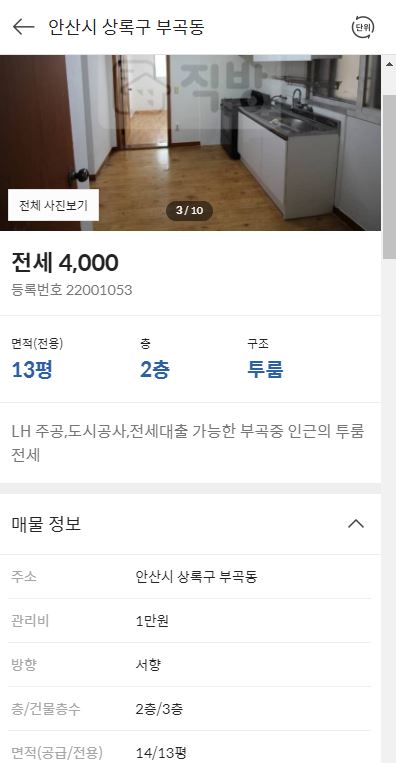 안산시 상록구 부곡동
단위
직방
전체 사진보기
3 / 10
전세 4,000
등록번호 22001053
면적(전용) 층 구조
13평 2층 투룸
LH 주공,도시공사,전세대출 가능한 부곡중 인근의 투룸
전세
매물 정보
주소 안산시 상록구 부곡동
관리비 1만원
방향 서향
층/건물층수 2층/3층
면적(공급/전용) 14/13평